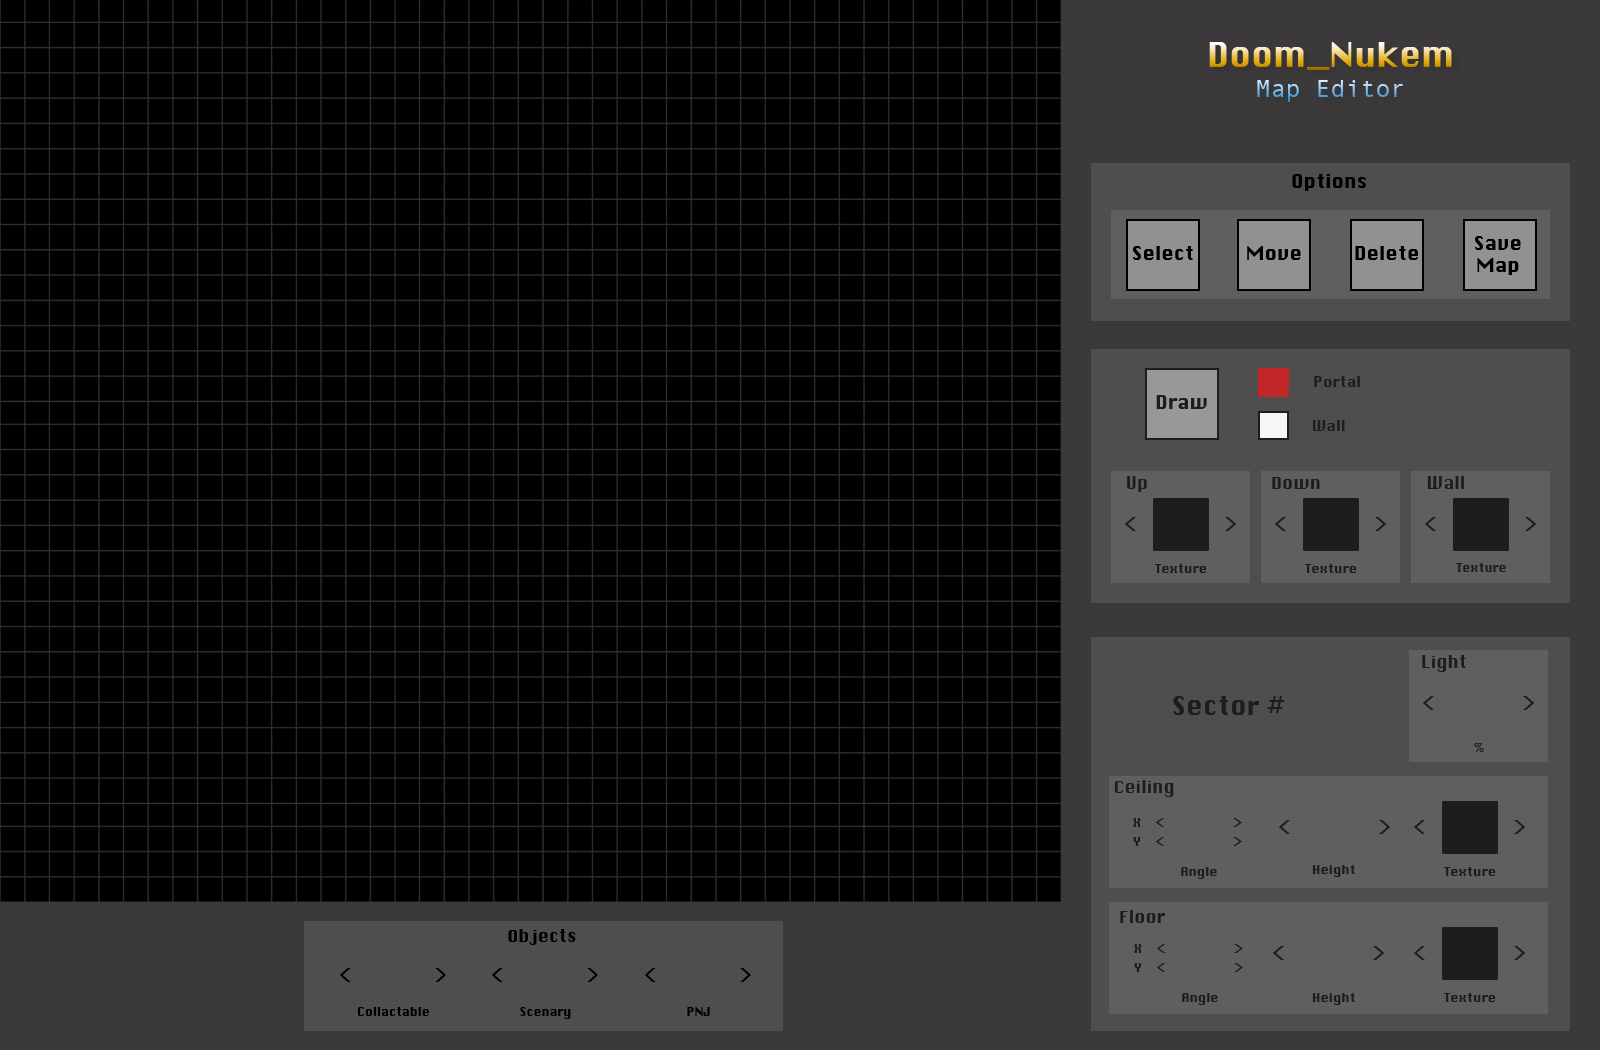 Doom_Nukem
Map Editor
Options
Select Move Delete Save
Map
Draw
Portal
Wall
Up Down Wall
< > < > < >
Texture Texture Texture
Light
Sector #
< >
%
Ceiling
X < >
Y < >
< > < >
Angle Height Texture
Floor
X < >
Y < >
< > < >
Angle Height Texture
Objects
< > < > < >
Collactable Scenary PNJ